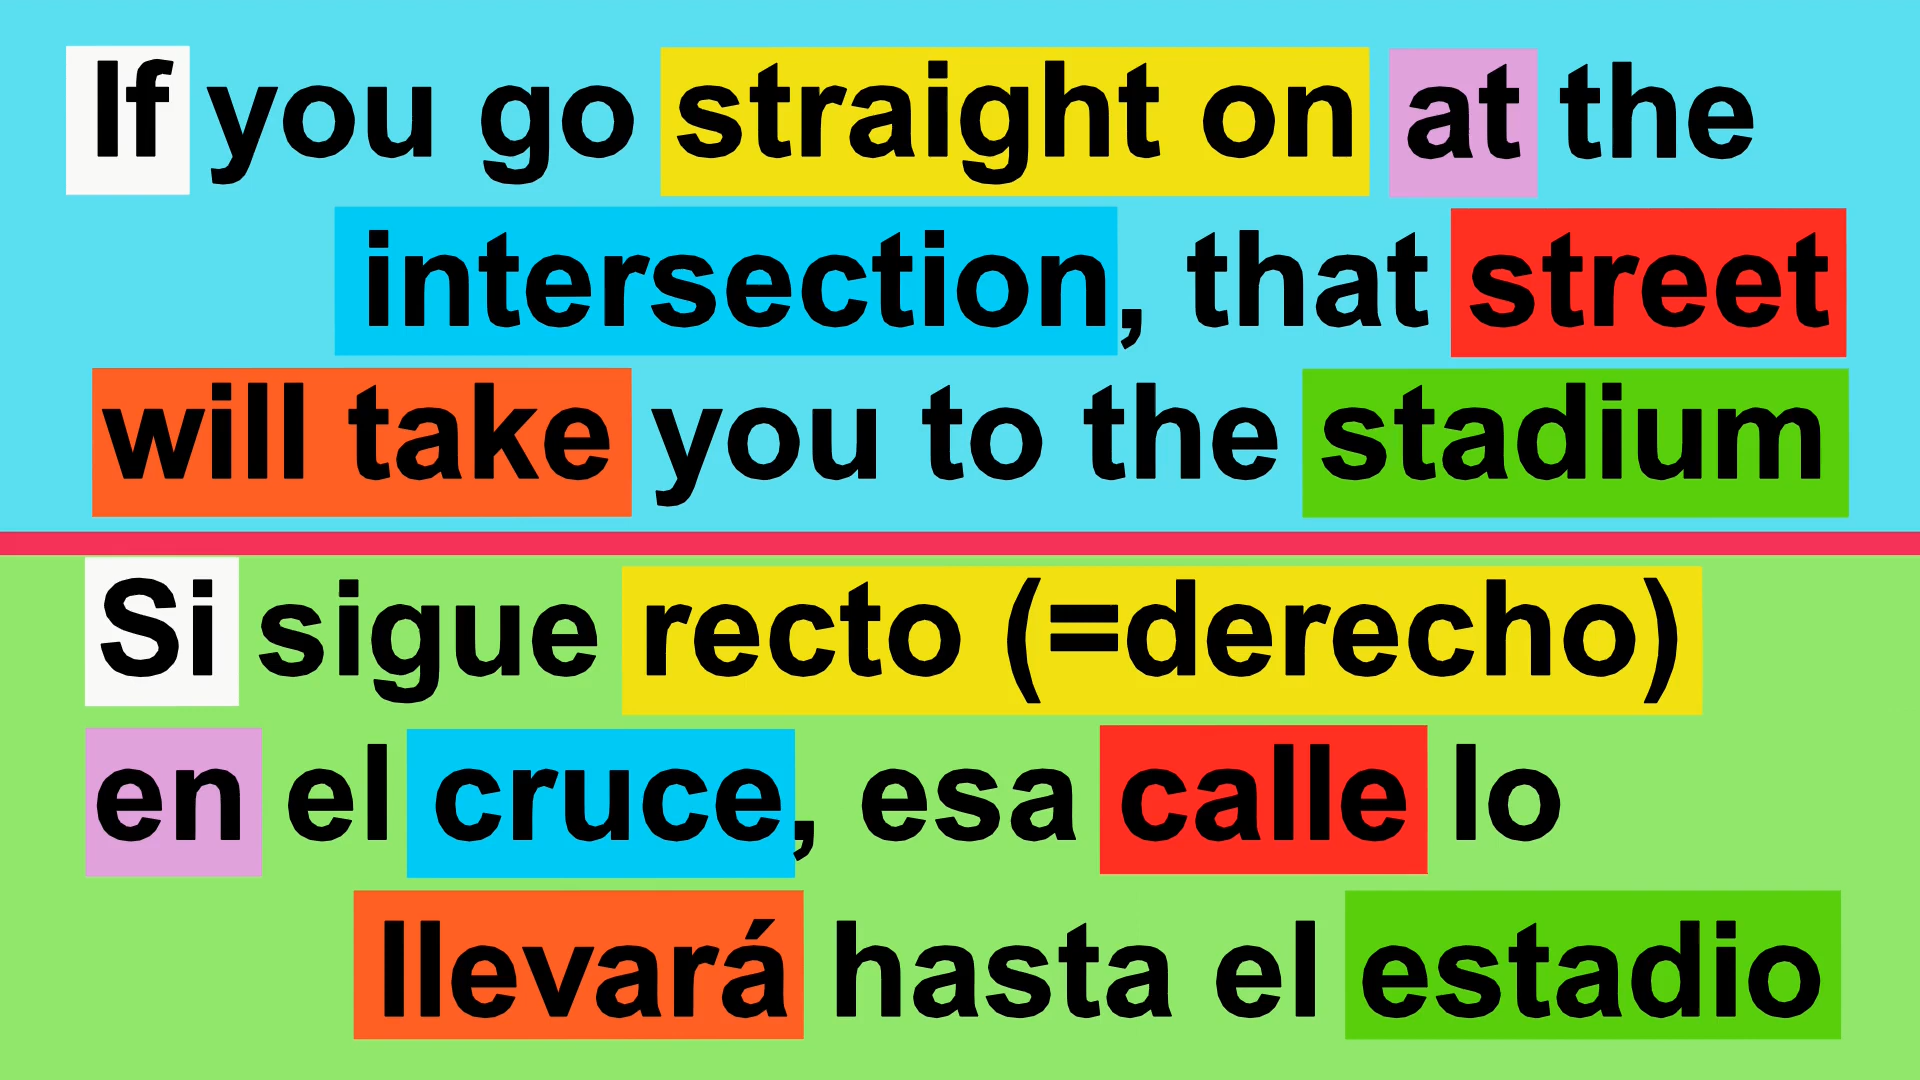 If you go straight on at the
intersection, that street
will take you to the stadium
Si sigue recto (=derecho)
en el cruce, esa calle lo
llevará hasta el estadio